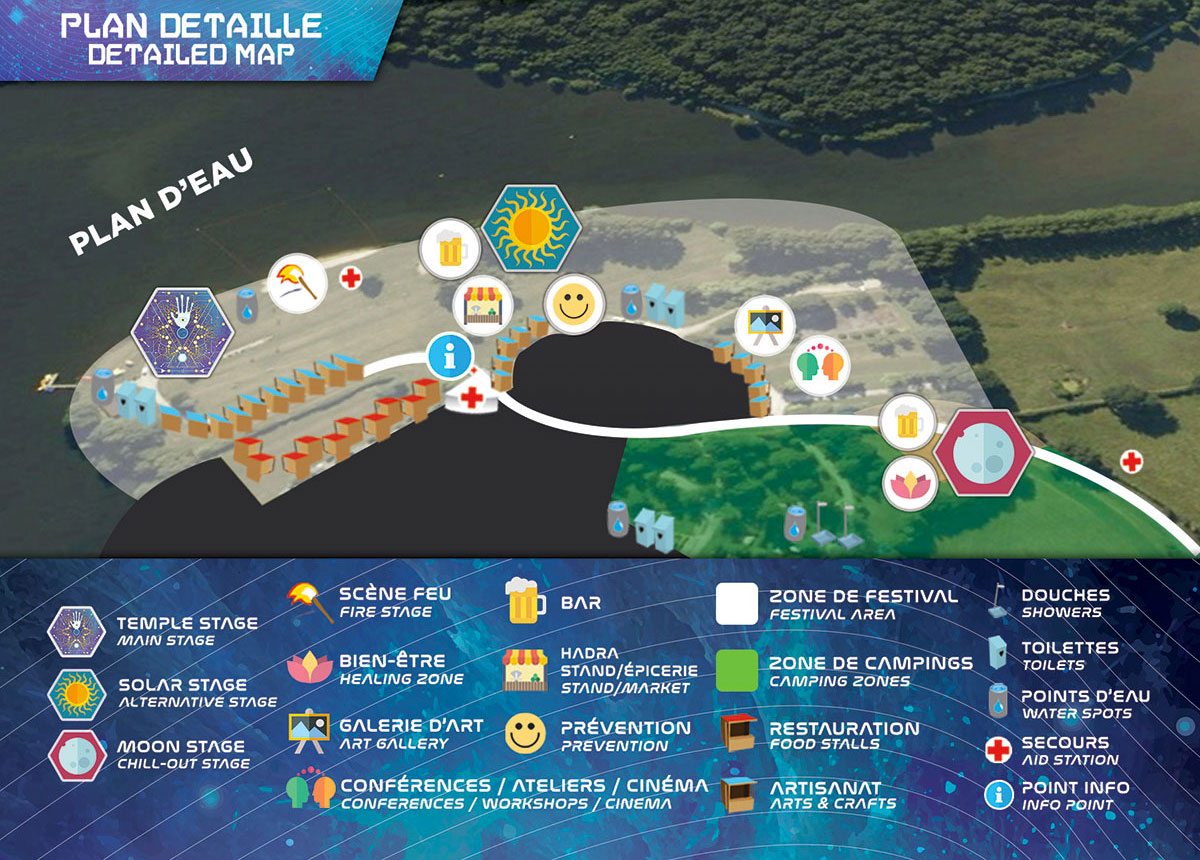 PLAN DETAILLE
DETAILED MAP
PLAN D'EAU
TEMPLE STAGE
MAIN STAGE
SOLAR STAGE
ALTERNATIVE STAGE
MOON STAGE
CHILL-OUT STAGE
SCÈNE FEU
FIRE STAGE
BIEN-ÊTRE
HEALING ZONE
GALERIE D'ART
ART GALLERY
CONFÉRENCES / ATELIERS / CINÉMA
CONFERENCES / WORKSHOPS / CINEMA
BAR
HADRA
STAND/ÉPICERIE
STAND/MARKET
PRÉVENTION
PREVENTION
ZONE DE FESTIVAL
FESTIVAL AREA
ZONE DE CAMPINGS
CAMPING ZONES
RESTAURATION
FOOD STALLS
ARTISANAT
ARTS & CRAFTS
DOUCHES
SHOWERS
TOILETTES
TOILETS
POINTS D'EAU
WATER SPOTS
SECOURS
AID STATION
POINT INFO
INFO POINT